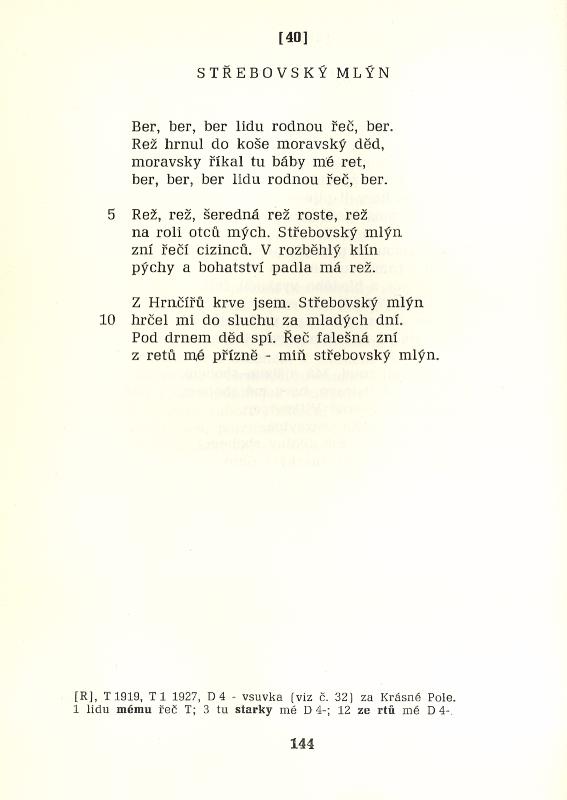 [40]
STŘEBOVSKÝ MLÝN
Ber, ber, ber lidu rodnou řeč, ber.
Rež hrnul do koše moravský děd,
moravsky říkal tu báby mé ret,
ber, ber, ber lidu rodnou řeč, ber.
5 Rež, rež, šeredná rež roste, rež
na roli otců mých. Střebovský mlýn
zní řečí cizinců. V rozběhlý klín
pýchy a bohatství padla má rež.
Z Hrnčířů krve jsem. Střebovský mlýn
10 hrčel mi do sluchu za mladých dní.
Pod drnem děd spí. Řeč falešná zní
z retů mé přízně - miň střebovský mlýn.
[R], T 1919, T 1 1927, D 4 - vsuvka (viz č. 32) za Krásné Pole.
1 lidu mému řeč T; 3 tu starky mé D 4-; 12 ze rtů mé D 4-.
144